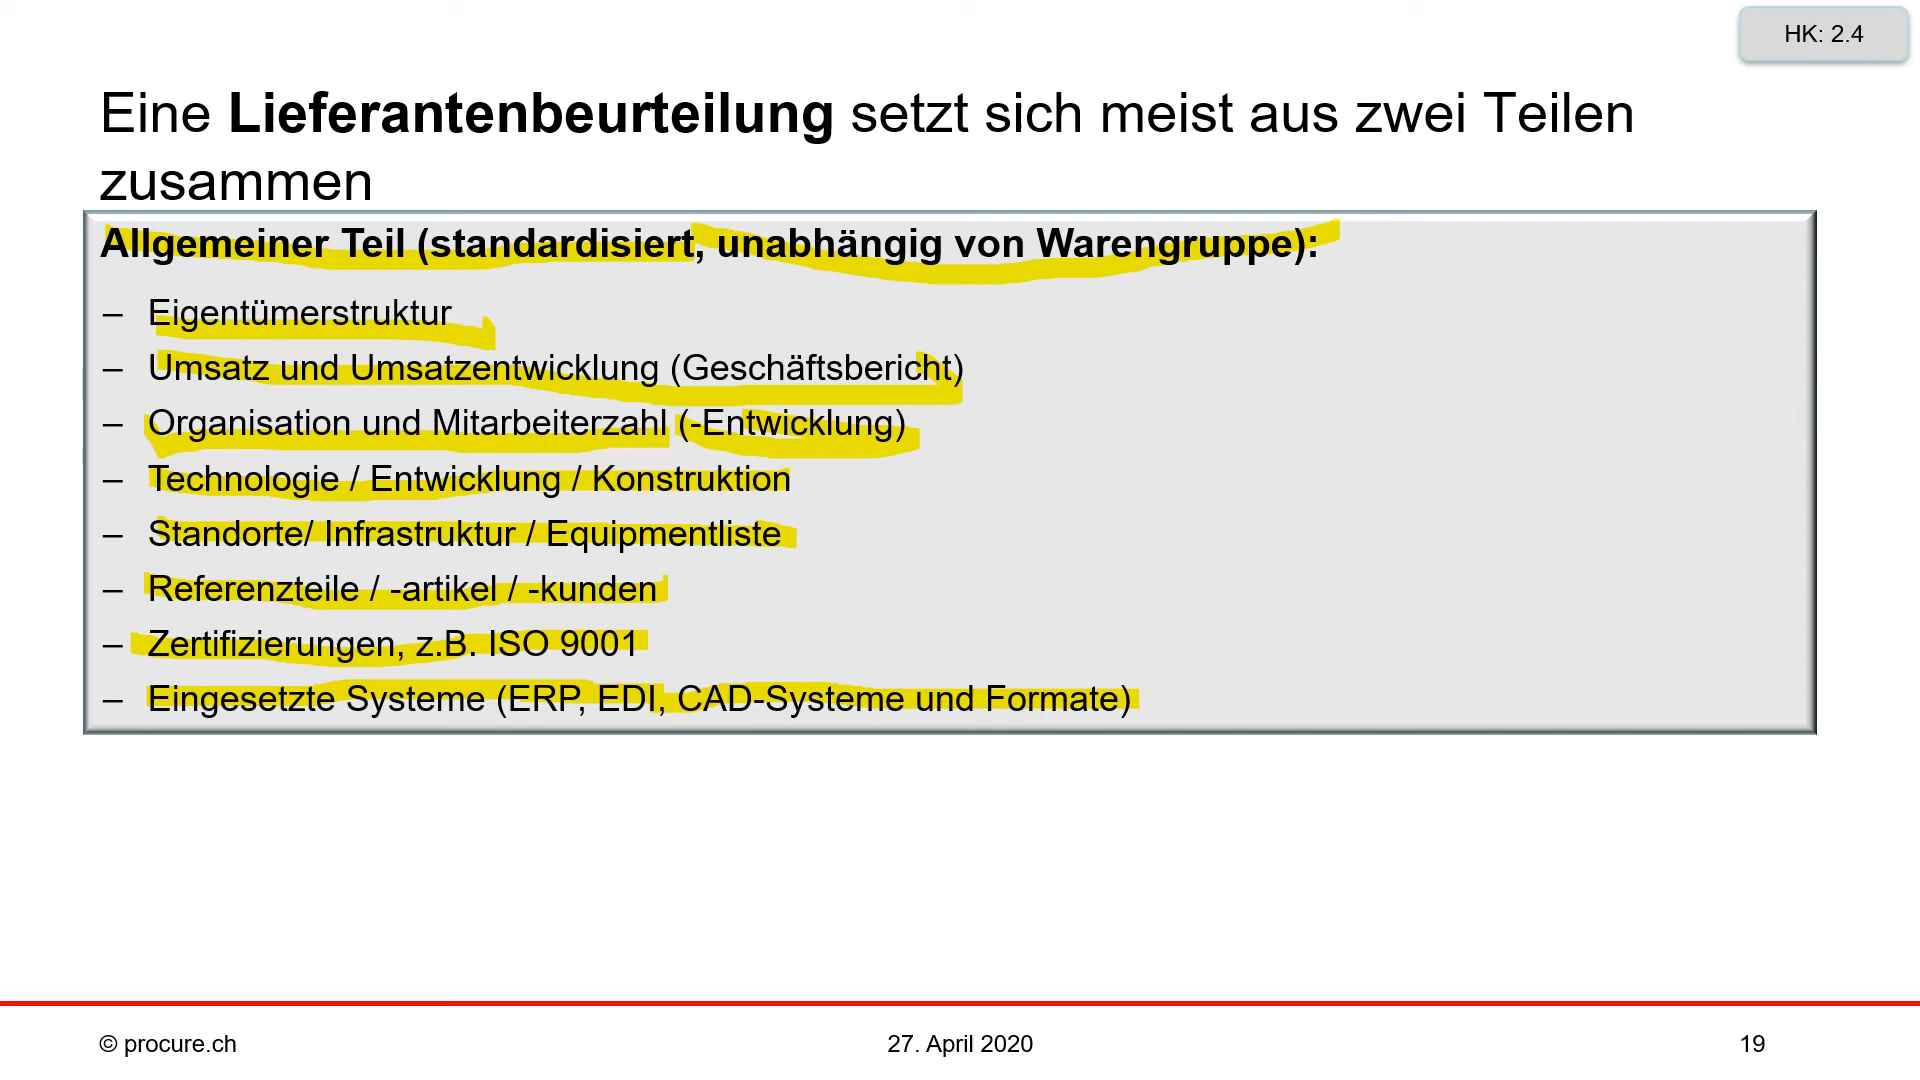 HK: 2.4
Eine Lieferantenbeurteilung setzt sich meist aus zwei Teilen
zusammen
Allgemeiner Teil (standardisiert, unabhängig von Warengruppe):
– Eigentümerstruktur
– Umsatz und Umsatzentwicklung (Geschäftsbericht)
– Organisation und Mitarbeiterzahl (-Entwicklung)
– Technologie / Entwicklung / Konstruktion
– Standorte/ Infrastruktur / Equipmentliste
– Referenzteile / -artikel / -kunden
– Zertifizierungen, z.B. ISO 9001
– Eingesetzte Systeme (ERP, EDI, CAD-Systeme und Formate)
© procure.ch 27. April 2020 19